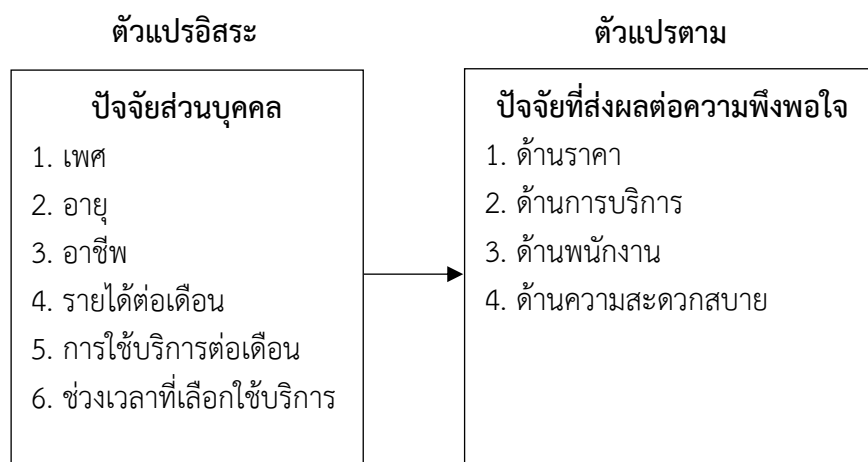 ตัวแปรอิสระ
ปัจจัยส่วนบุคคล
1. เพศ
2. อายุ
3. อาชีพ
4. รายได้ต่อเดือน
5. การใช้บริการต่อเดือน
6. ช่วงเวลาที่เลือกใช้บริการ
ตัวแปรตาม
ปัจจัยที่ส่งผลต่อความพึงพอใจ
1. ด้านราคา
2. ด้านการบริการ
3. ด้านพนักงาน
4. ด้านความสะดวกสบาย